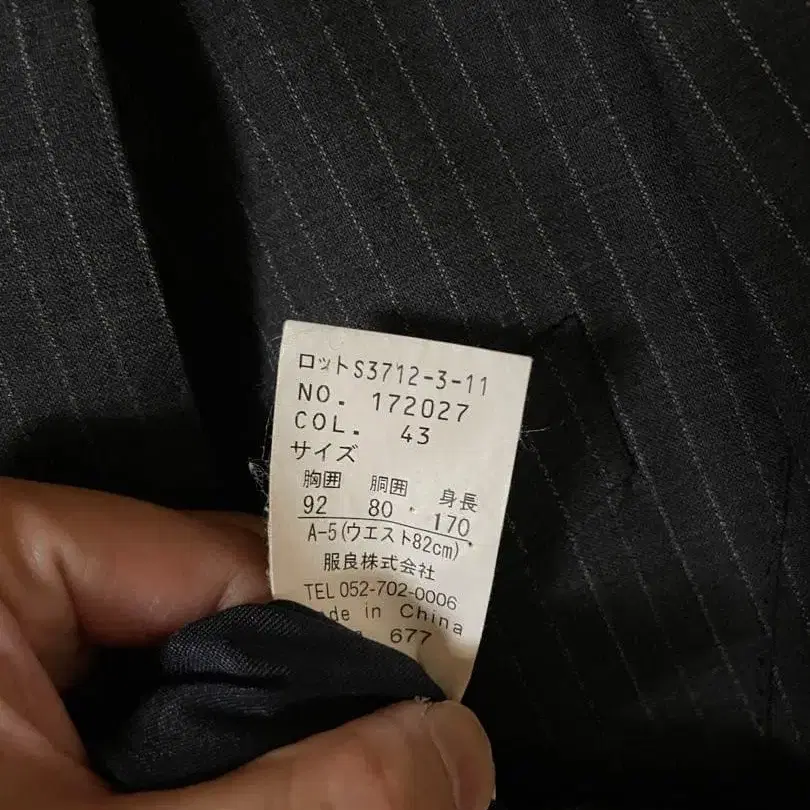 ロットS3712-3-11
NO. 172027
COL. 43
サイズ
胸囲 胴囲 身長
92 80 . 170
A-5(ウエスト82cm)
服良株式会社
TEL 052-702-0006
de in China
677